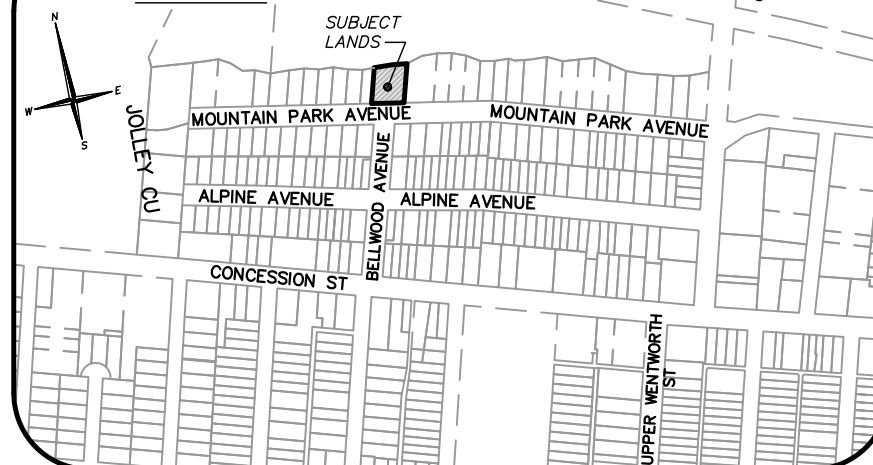 SUBJECT
LANDS
N
E
W
S
JOLLEY CU
MOUNTAIN PARK AVENUE
MOUNTAIN PARK AVENUE
BELLWOOD AVENUE
ALPINE AVENUE
ALPINE AVENUE
CONCESSION ST
UPPER WENTWORTH
ST